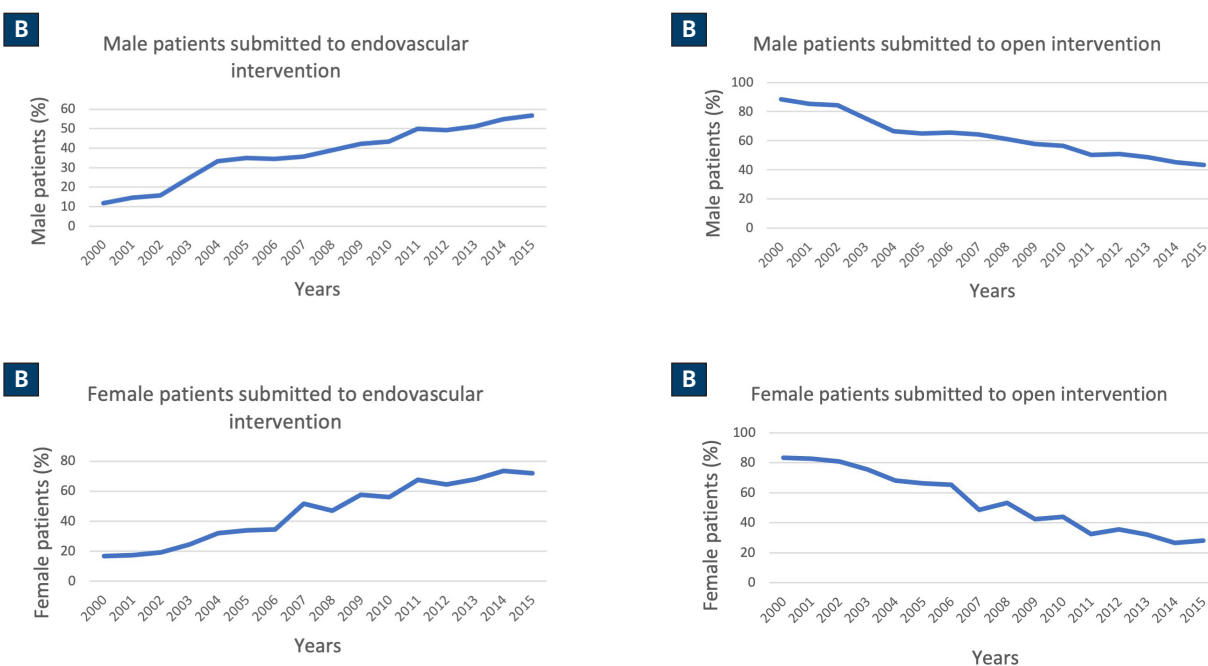 B
Male patients submitted to endovascular
intervention
Male patients (%)
60
50
40
30
20
10
0
2000 2001 2002 2003 2004 2005 2006 2007 2008 2009 2010 2011 2012 2013 2014 2015
Years
B
Male patients submitted to open intervention
Male patients (%)
100
80
60
40
20
0
2000 2001 2002 2003 2004 2005 2006 2007 2008 2009 2010 2011 2012 2013 2014 2015
Years
B
Female patients submitted to endovascular
intervention
Female patients (%)
80
60
40
20
0
2000 2001 2002 2003 2004 2005 2006 2007 2008 2009 2010 2011 2012 2013 2014 2015
Years
B
Female patients submitted to open intervention
Female patients (%)
100
80
60
40
20
0
2000 2001 2002 2003 2004 2005 2006 2007 2008 2009 2010 2011 2012 2013 2014 2015
Years